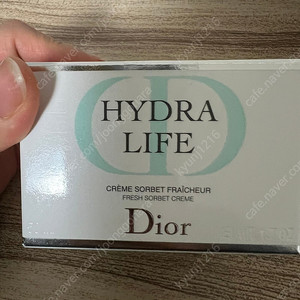 HYDRA
LIFE
CRÈME SORBET FRAÎCHEUR
FRESH SORBET CREME
Dior